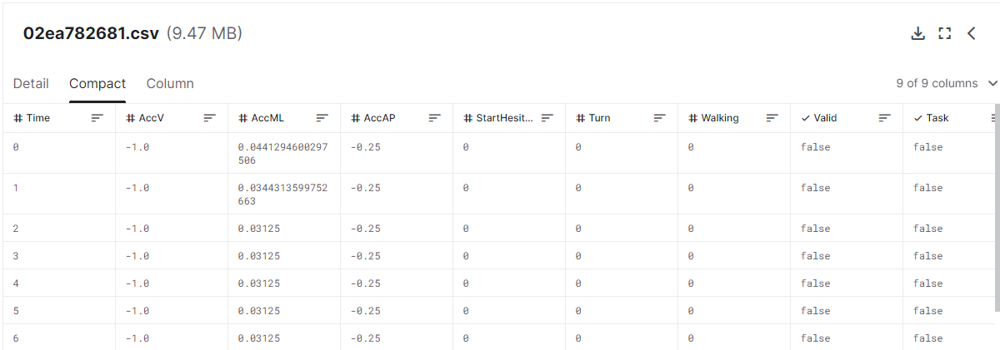 02ea782681.csv (9.47 MB)
Detail Compact Column 9 of 9 columns
# Time # AccV # AccML # AccAP # StartHesit... # Turn # Walking ✓ Valid ✓ Task
0 -1.0 0.0441294600297506 -0.25 0 0 0 false false
1 -1.0 0.0344313599752663 -0.25 0 0 0 false false
2 -1.0 0.03125 -0.25 0 0 0 false false
3 -1.0 0.03125 -0.25 0 0 0 false false
4 -1.0 0.03125 -0.25 0 0 0 false false
5 -1.0 0.03125 -0.25 0 0 0 false false
6 -1.0 0.03125 -0.25 0 0 0 false false